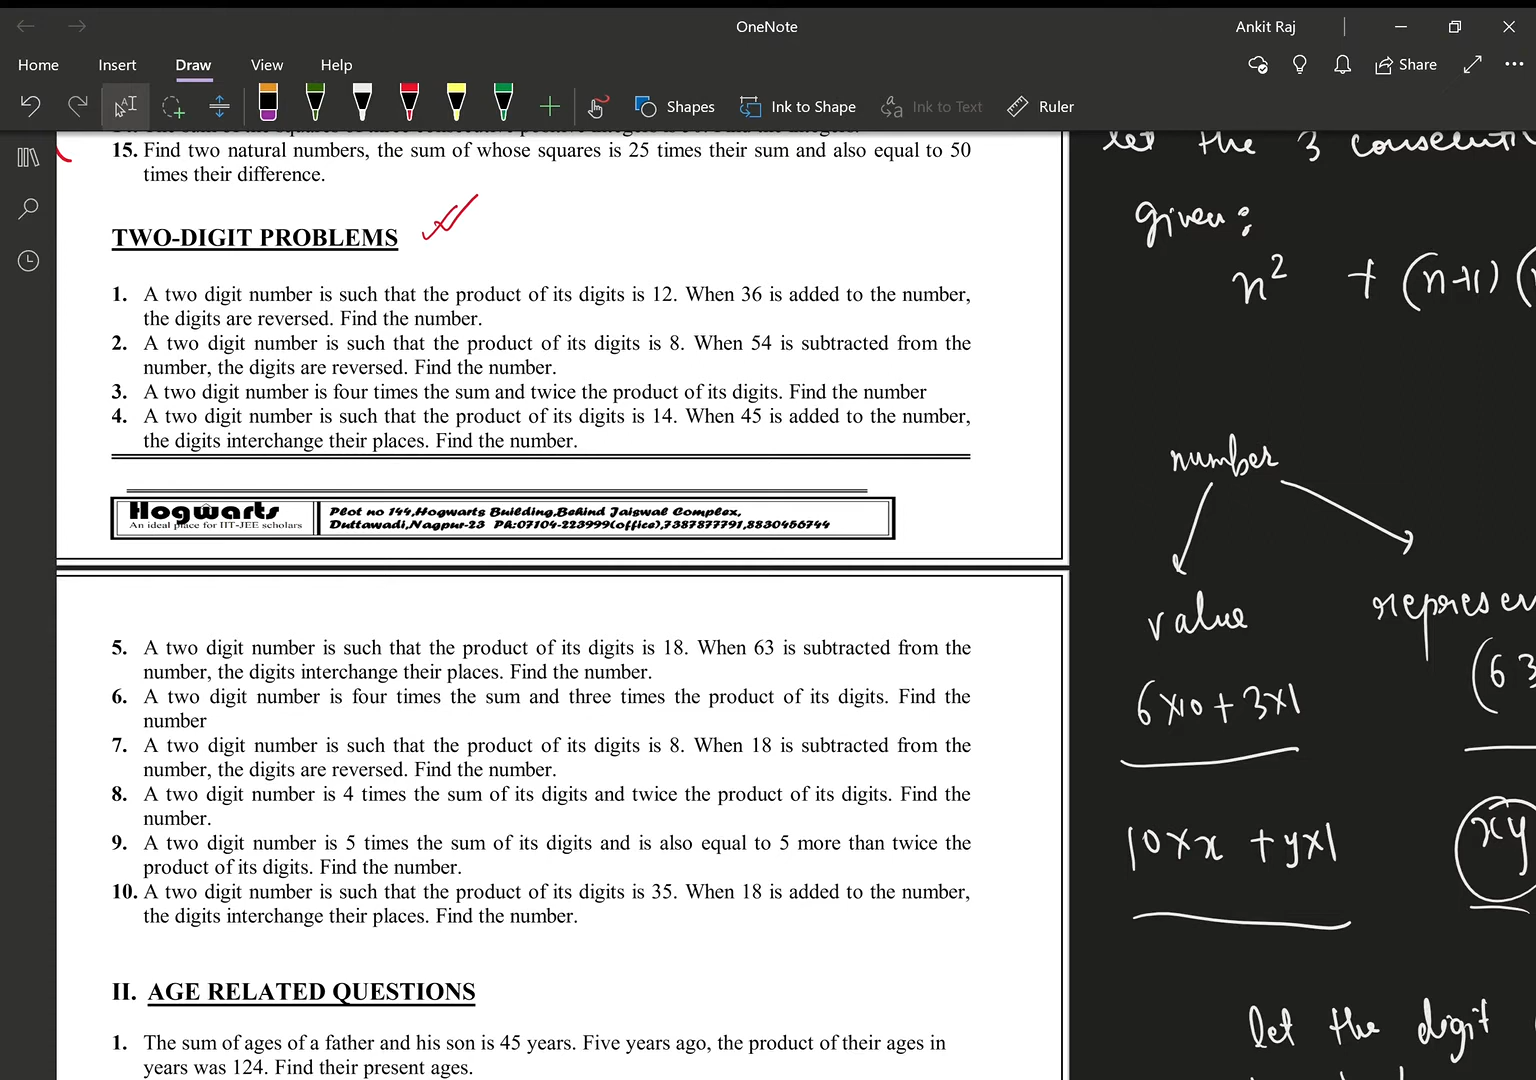 OneNote
Ankit Raj
Home Insert Draw View Help
Share
Shapes Ink to Shape Ink to Text Ruler
15. Find two natural numbers, the sum of whose squares is 25 times their sum and also equal to 50
times their difference.
TWO-DIGIT PROBLEMS
1. A two digit number is such that the product of its digits is 12. When 36 is added to the number,
the digits are reversed. Find the number.
2. A two digit number is such that the product of its digits is 8. When 54 is subtracted from the
number, the digits are reversed. Find the number.
3. A two digit number is four times the sum and twice the product of its digits. Find the number
4. A two digit number is such that the product of its digits is 14. When 45 is added to the number,
the digits interchange their places. Find the number.
Hogwarts
An ideal place for IIT-JEE scholars
Plot no 144,Hogwarts Building,Behind Jaiswal Complex,
Duttawadi,Nagpur-23 Ph:07104-223999(office),7387877791,8830456744
5. A two digit number is such that the product of its digits is 18. When 63 is subtracted from the
number, the digits interchange their places. Find the number.
6. A two digit number is four times the sum and three times the product of its digits. Find the
number
7. A two digit number is such that the product of its digits is 8. When 18 is subtracted from the
number, the digits are reversed. Find the number.
8. A two digit number is 4 times the sum of its digits and twice the product of its digits. Find the
number.
9. A two digit number is 5 times the sum of its digits and is also equal to 5 more than twice the
product of its digits. Find the number.
10. A two digit number is such that the product of its digits is 35. When 18 is added to the number,
the digits interchange their places. Find the number.
II. AGE RELATED QUESTIONS
1. The sum of ages of a father and his son is 45 years. Five years ago, the product of their ages in
years was 124. Find their present ages.
let the 3 consecuti
given:
n² + (n+1) (
number
value represen
6×10 + 3×1 (63
10×x + y×1 xy
let the digit